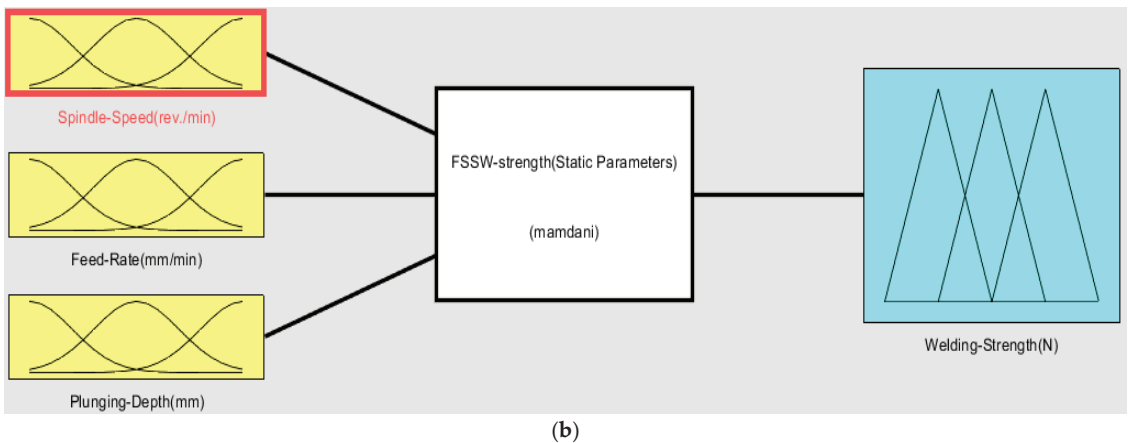 Spindle-Speed(rev./min)
FSSW-strength(Static Parameters)
(mamdani)
Feed-Rate(mm/min)
Welding-Strength(N)
Plunging-Depth(mm)
(b)